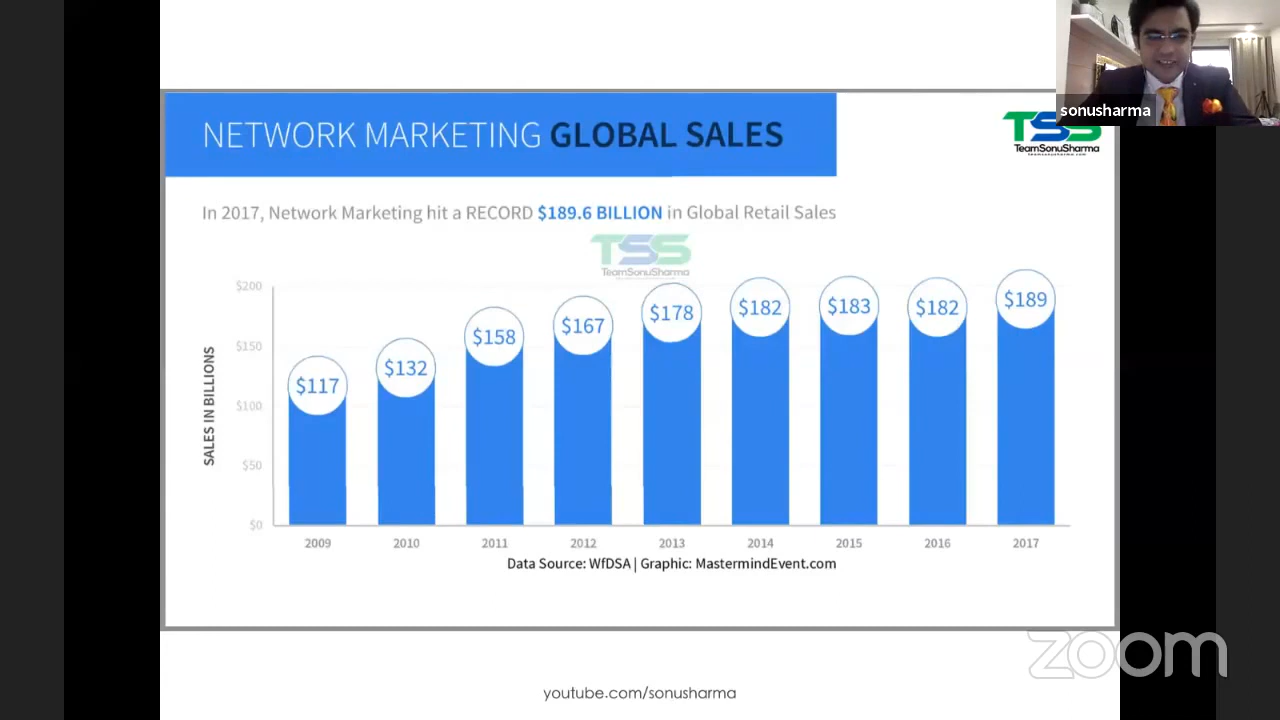 sonusharma
NETWORK MARKETING GLOBAL SALES
TSS
TeamSonuSharma
teamsonusharma.com
In 2017, Network Marketing hit a RECORD $189.6 BILLION in Global Retail Sales
TSS
TeamSonuSharma
SALES IN BILLIONS
$200
$150
$100
$50
$0
$117
$132
$158
$167
$178
$182
$183
$182
$189
2009 2010 2011 2012 2013 2014 2015 2016 2017
Data Source: WfDSA | Graphic: MastermindEvent.com
zoom
youtube.com/sonusharma